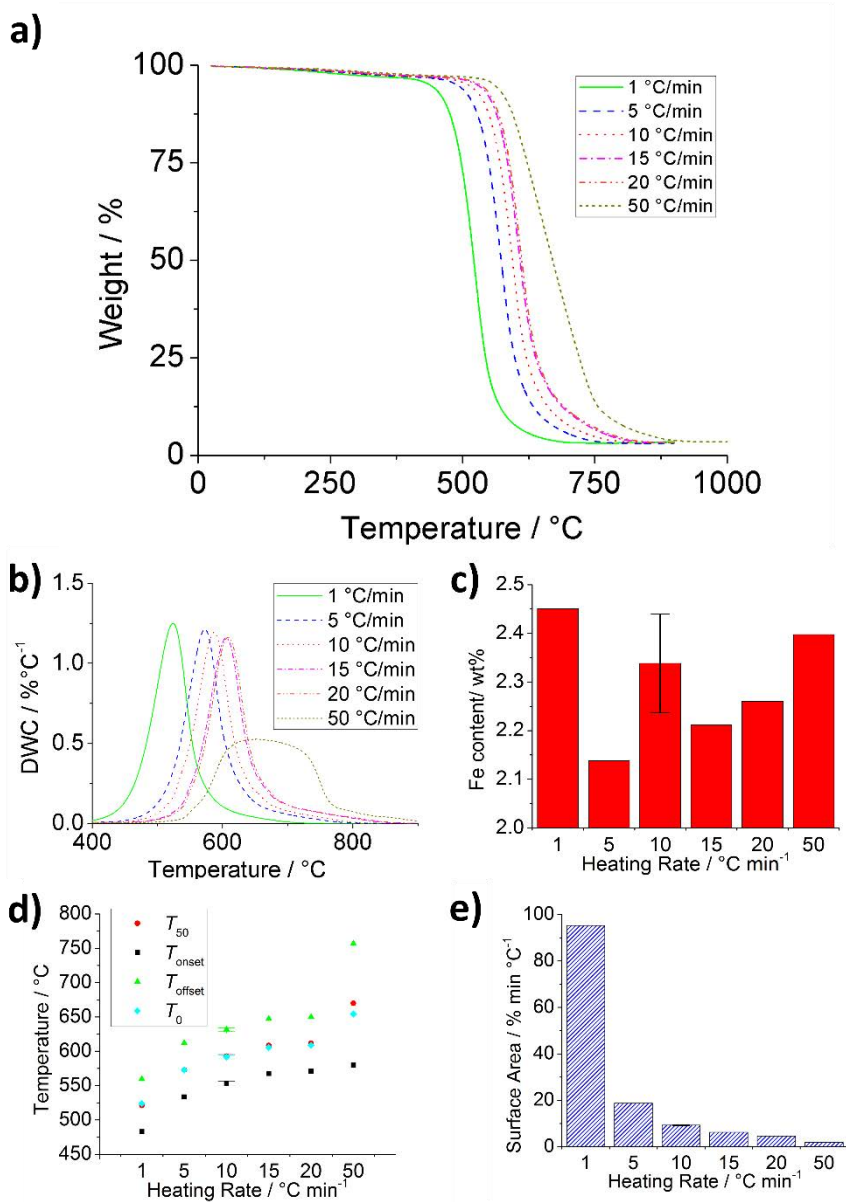 a)
100
75
50
25
0
Weight / %
0
250
500
750
1000
Temperature / °C
1 °C/min
5 °C/min
10 °C/min
15 °C/min
20 °C/min
50 °C/min
b)
1.5
1.2
0.9
0.6
0.3
0.0
DWC / %°C⁻¹
400
600
800
Temperature / °C
1 °C/min
5 °C/min
10 °C/min
15 °C/min
20 °C/min
50 °C/min
c)
2.5
2.4
2.3
2.2
2.1
2.0
Fe content/ wt%
1
5
10
15
20
50
Heating Rate / °C min⁻¹
d)
800
750
700
650
600
550
500
450
Temperature / °C
T₅₀
Tonset
Toffset
T₀
1
5
10
15
20
50
Heating Rate / °C min⁻¹
e)
100
80
60
40
20
0
Surface Area / % min °C⁻¹
1
5
10
15
20
50
Heating Rate / °C min⁻¹